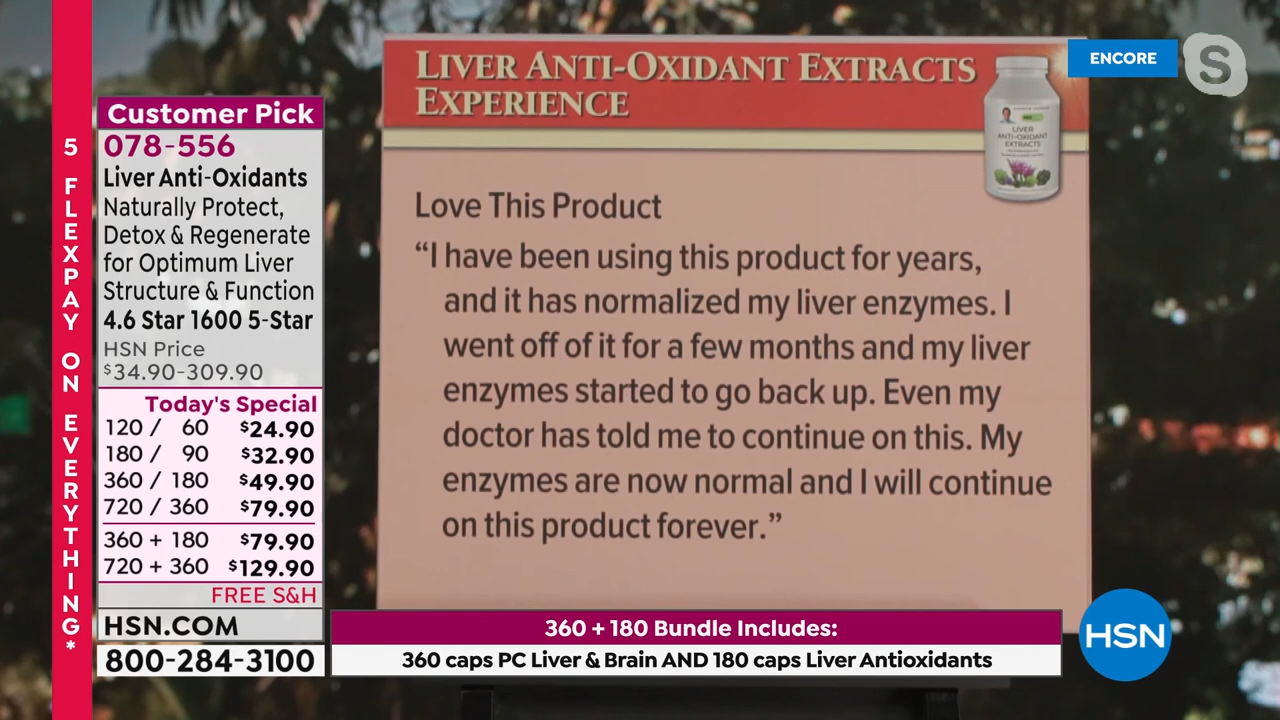 5 FLEXPAY ON EVERYTHING*
Customer Pick
078-556
Liver Anti-Oxidants
Naturally Protect,
Detox & Regenerate
for Optimum Liver
Structure & Function
4.6 Star 1600 5-Star
HSN Price
$34.90-309.90
Today's Special
120 / 60 $24.90
180 / 90 $32.90
360 / 180 $49.90
720 / 360 $79.90
360 + 180 $79.90
720 + 360 $129.90
FREE S&H
HSN.COM
800-284-3100
LIVER ANTI-OXIDANT EXTRACTS
EXPERIENCE
LIVER
ANTI-OXIDANT
EXTRACTS
Love This Product
“I have been using this product for years,
and it has normalized my liver enzymes. I
went off of it for a few months and my liver
enzymes started to go back up. Even my
doctor has told me to continue on this. My
enzymes are now normal and I will continue
on this product forever.”
ENCORE
S
360 + 180 Bundle Includes:
360 caps PC Liver & Brain AND 180 caps Liver Antioxidants
HSN